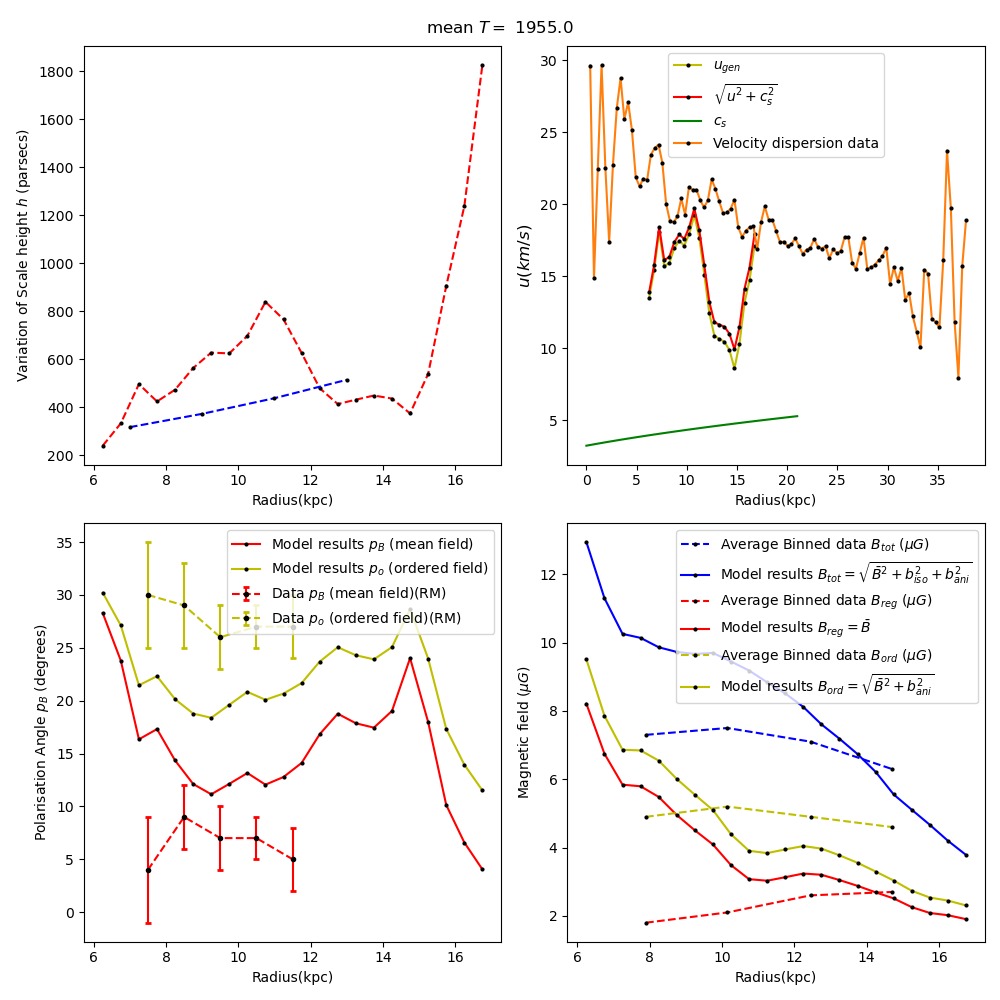 mean T = 1955.0
Variation of Scale height h (parsecs)
1800
1600
1400
1200
1000
800
600
400
200
6 8 10 12 14 16
Radius(kpc)
u(km/s)
30
25
20
15
10
5
0 5 10 15 20 25 30 35
Radius(kpc)
u_gen
√(u² + c_s²)
c_s
Velocity dispersion data
Polarisation Angle p_B (degrees)
35
30
25
20
15
10
5
0
6 8 10 12 14 16
Radius(kpc)
Model results p_B (mean field)
Model results p_o (ordered field)
Data p_B (mean field)(RM)
Data p_o (ordered field)(RM)
Magnetic field (μG)
12
10
8
6
4
2
6 8 10 12 14 16
Radius(kpc)
Average Binned data B_tot (μG)
Model results B_tot = √(B̄² + b²_iso + b²_ani)
Average Binned data B_reg (μG)
Model results B_reg = B̄
Average Binned data B_ord (μG)
Model results B_ord = √(B̄² + b²_ani)